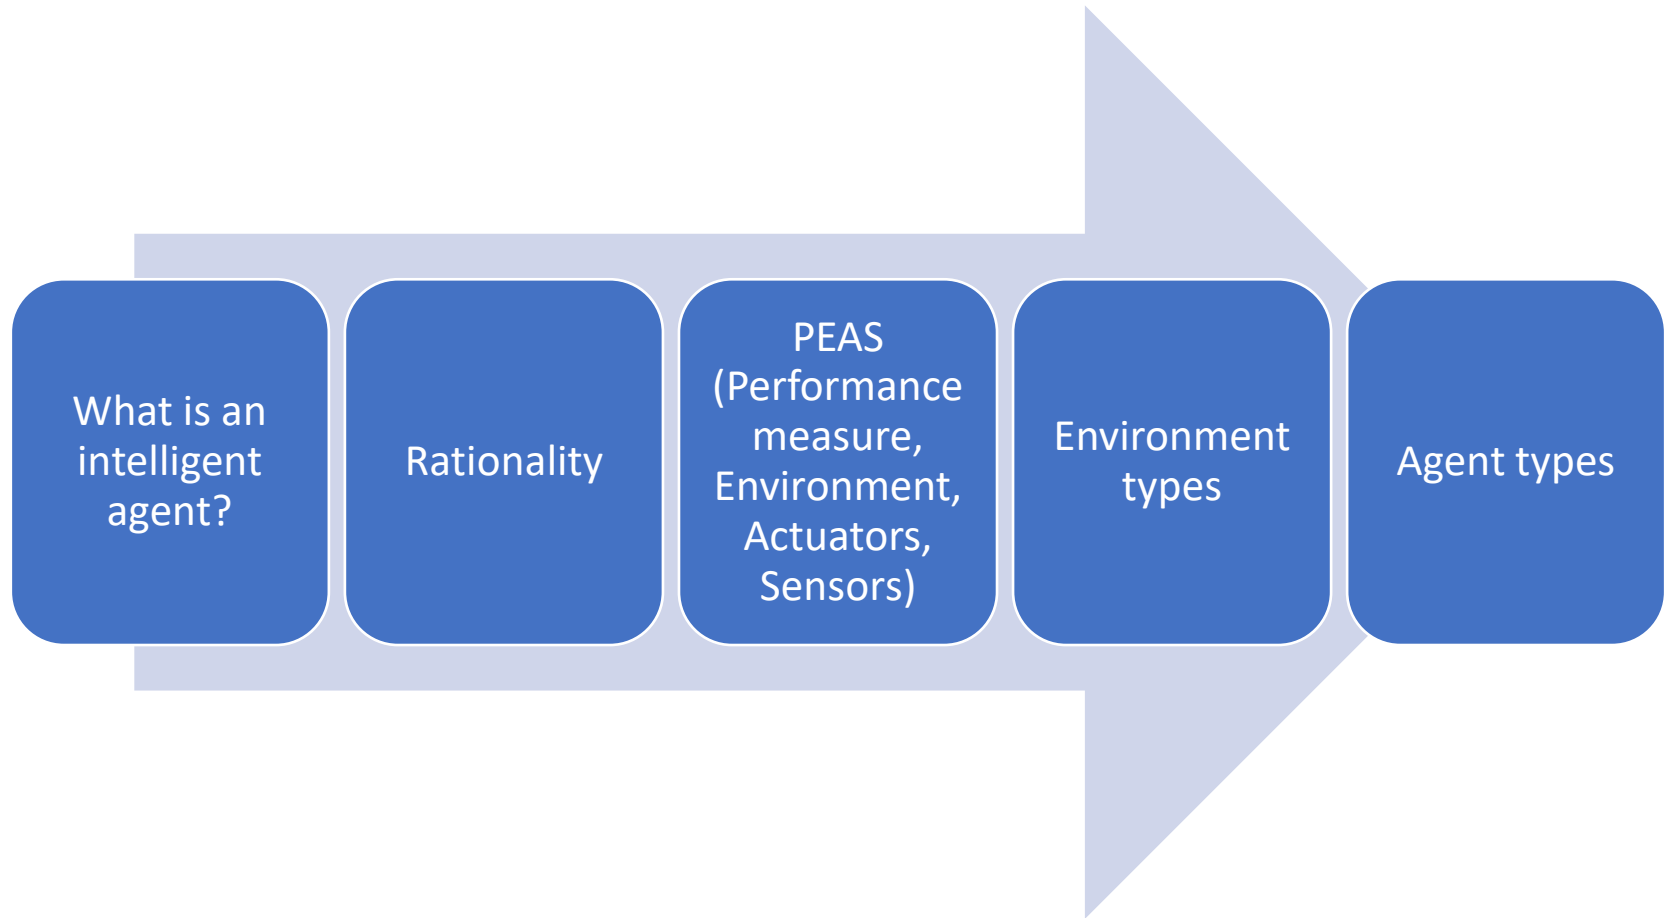 What is an
intelligent
agent?
Rationality
PEAS
(Performance
measure,
Environment,
Actuators,
Sensors)
Environment
types
Agent types